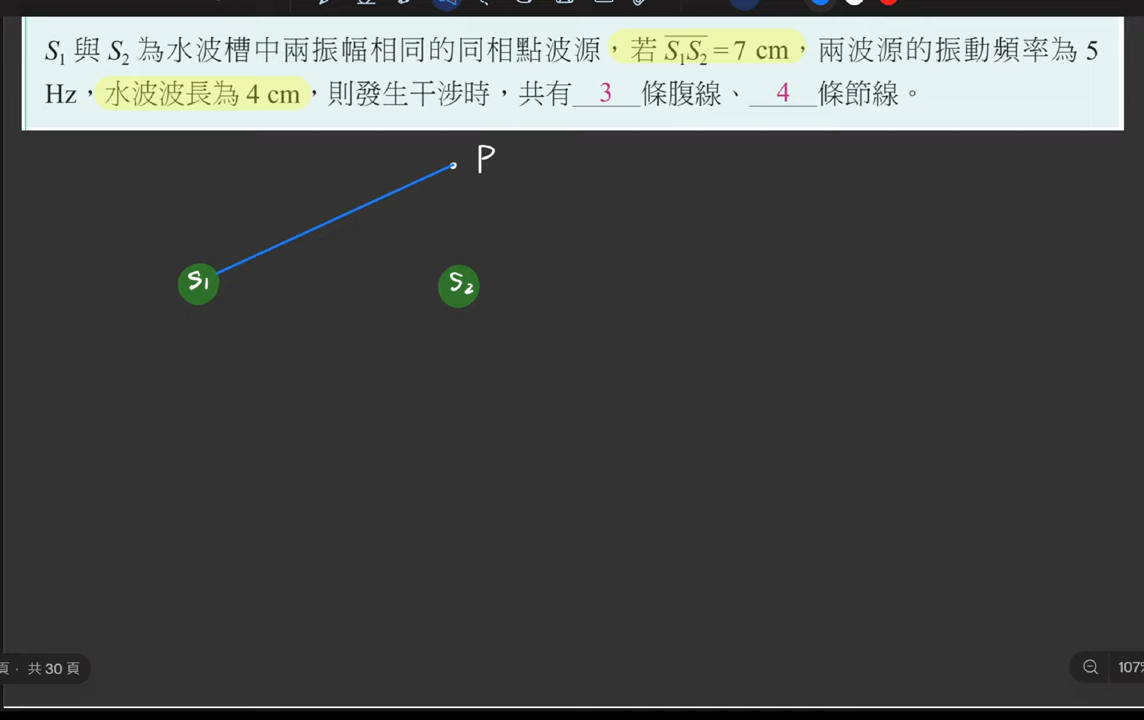 S₁與 S₂ 為水波槽中兩振幅相同的同相點波源，若 S₁S₂ = 7 cm，兩波源的振動頻率為 5
Hz，水波波長為 4 cm，則發生干涉時，共有 3 條腹線、 4 條節線。
P
S₁
S₂
頁 · 共 30 頁
107%